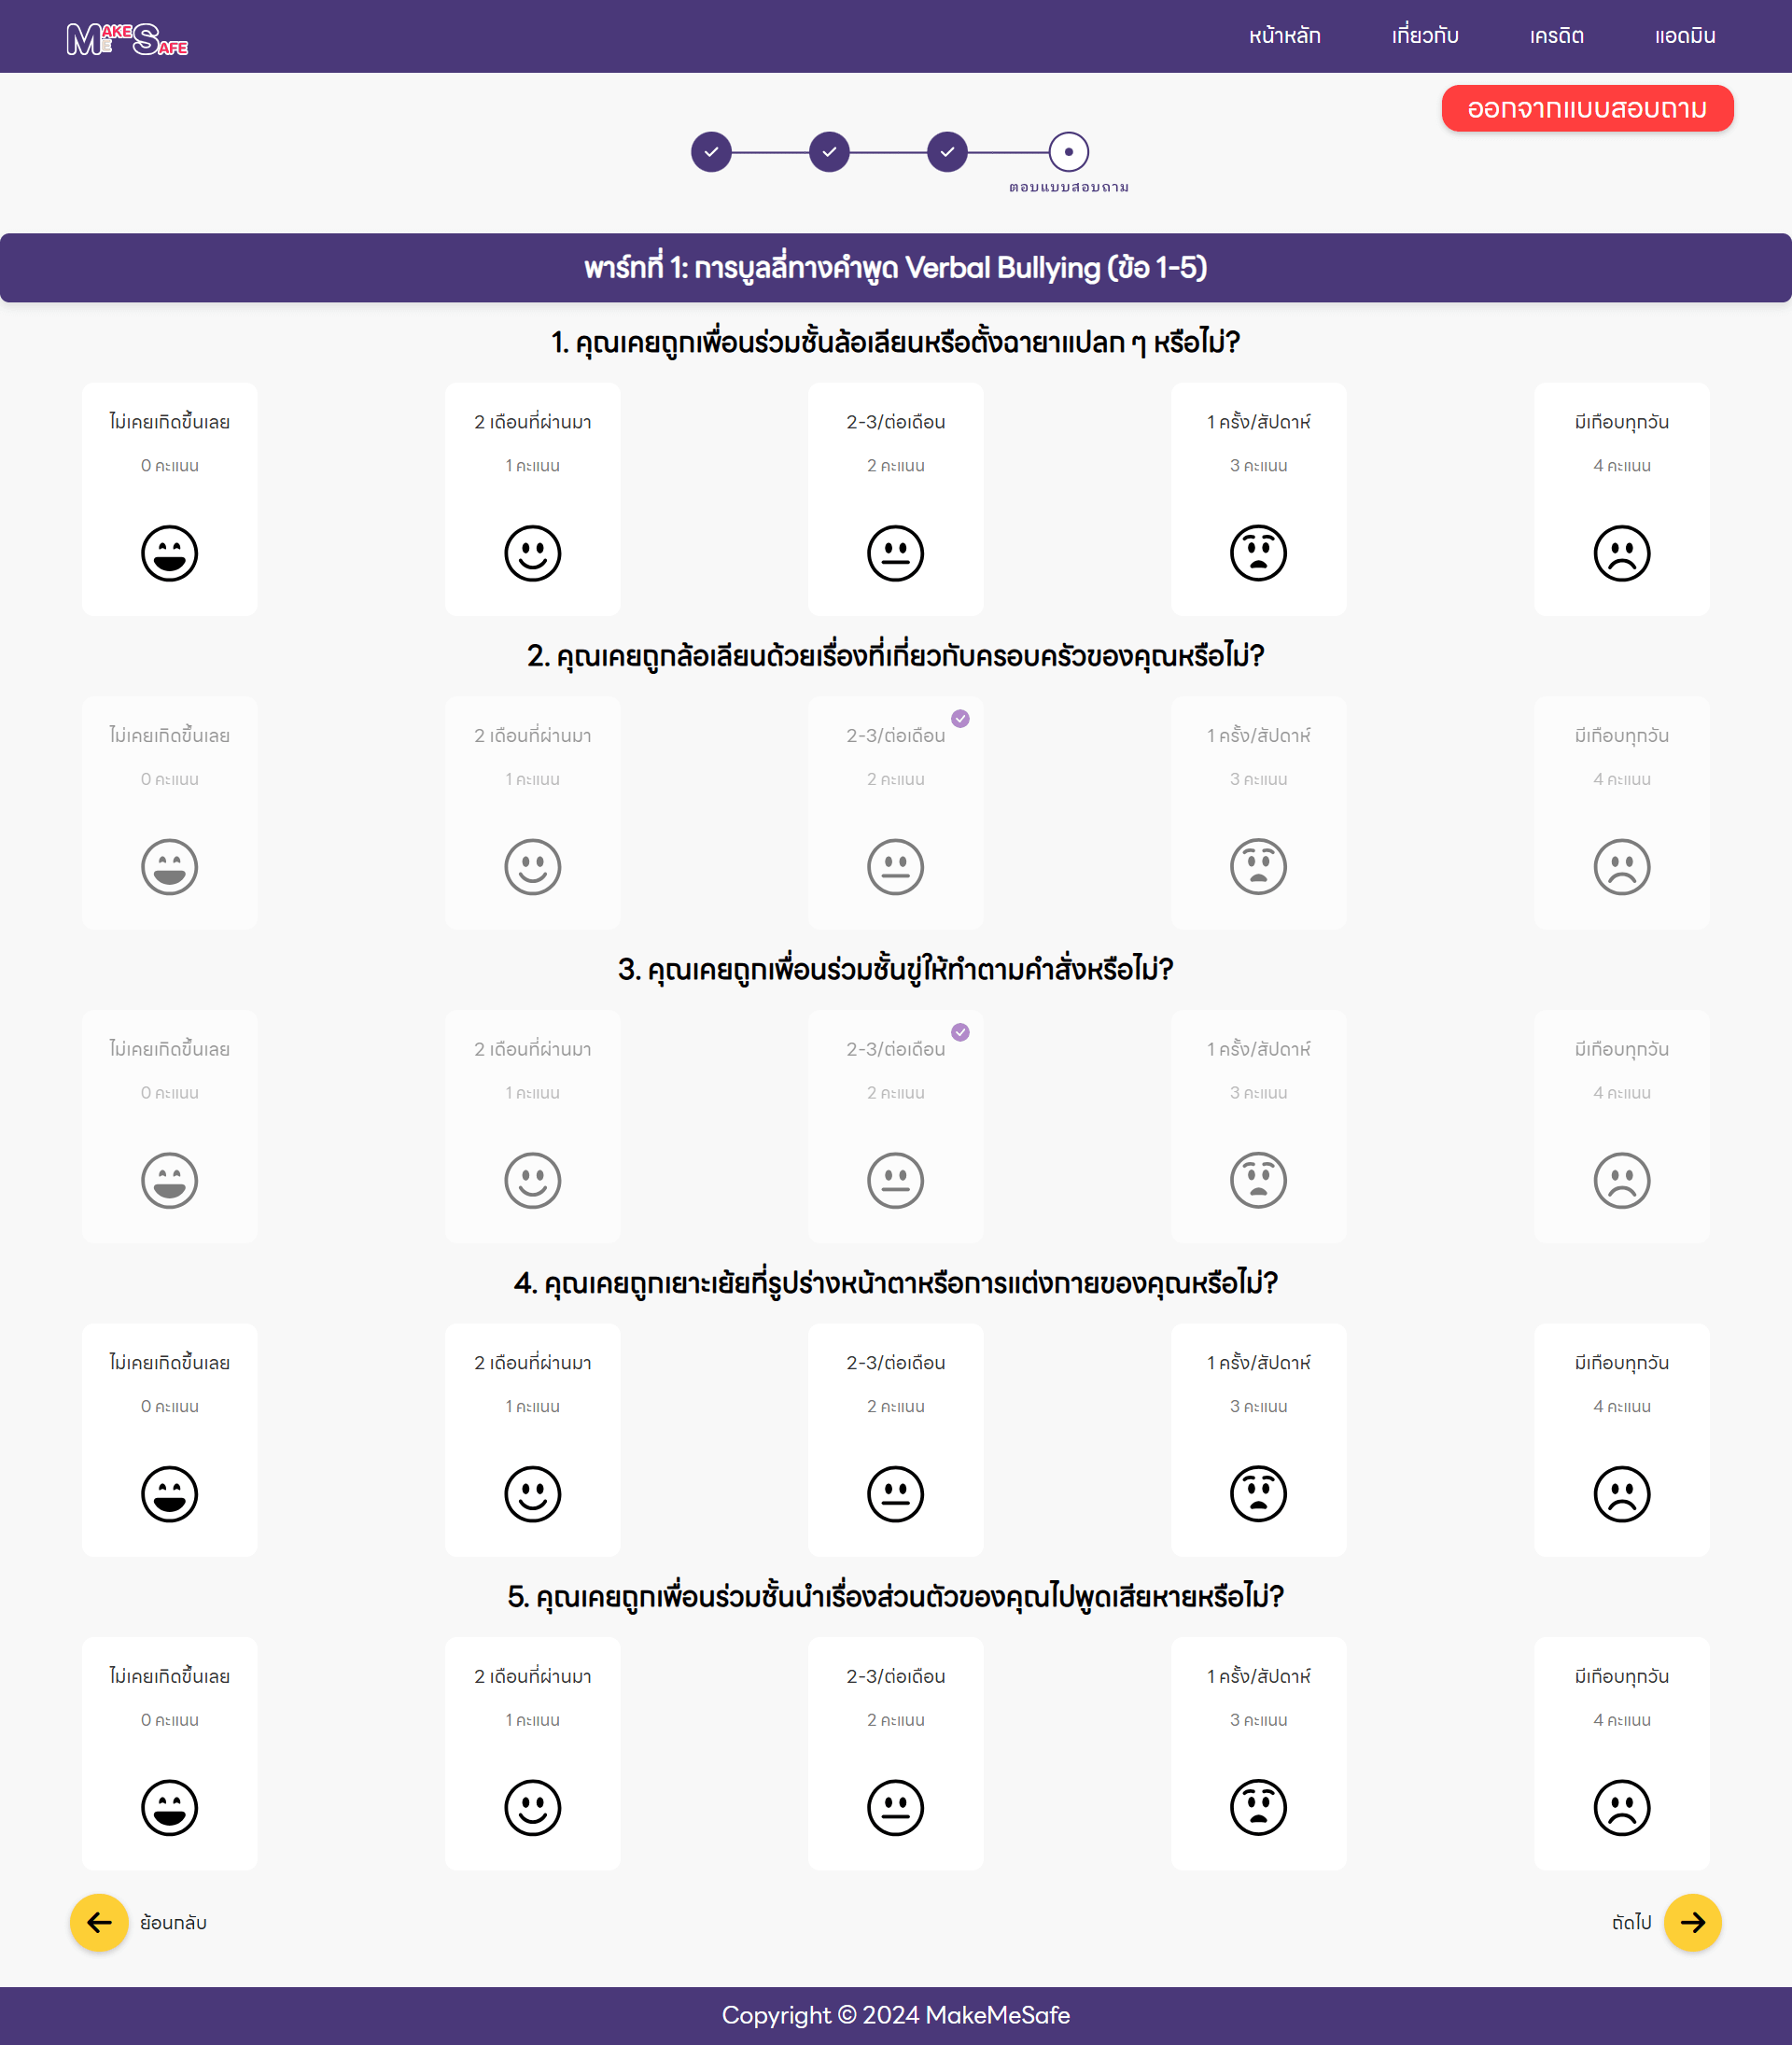 MAKE ME SAFE
หน้าหลัก เกี่ยวกับ เครดิต แอดมิน
ออกจากแบบสอบถาม
ตอบแบบสอบถาม
พาร์ทที่ 1: การบูลลี่ทางคำพูด Verbal Bullying (ข้อ 1-5)
1. คุณเคยถูกเพื่อนร่วมชั้นล้อเลียนหรือตั้งฉายาแปลก ๆ หรือไม่?
ไม่เคยเกิดขึ้นเลย 2 เดือนที่ผ่านมา 2-3/ต่อเดือน 1 ครั้ง/สัปดาห์ มีเกือบทุกวัน
0 คะแนน 1 คะแนน 2 คะแนน 3 คะแนน 4 คะแนน
2. คุณเคยถูกล้อเลียนด้วยเรื่องที่เกี่ยวกับครอบครัวของคุณหรือไม่?
ไม่เคยเกิดขึ้นเลย 2 เดือนที่ผ่านมา 2-3/ต่อเดือน 1 ครั้ง/สัปดาห์ มีเกือบทุกวัน
0 คะแนน 1 คะแนน 2 คะแนน 3 คะแนน 4 คะแนน
3. คุณเคยถูกเพื่อนร่วมชั้นขู่ให้ทำตามคำสั่งหรือไม่?
ไม่เคยเกิดขึ้นเลย 2 เดือนที่ผ่านมา 2-3/ต่อเดือน 1 ครั้ง/สัปดาห์ มีเกือบทุกวัน
0 คะแนน 1 คะแนน 2 คะแนน 3 คะแนน 4 คะแนน
4. คุณเคยถูกเยาะเย้ยที่รูปร่างหน้าตาหรือการแต่งกายของคุณหรือไม่?
ไม่เคยเกิดขึ้นเลย 2 เดือนที่ผ่านมา 2-3/ต่อเดือน 1 ครั้ง/สัปดาห์ มีเกือบทุกวัน
0 คะแนน 1 คะแนน 2 คะแนน 3 คะแนน 4 คะแนน
5. คุณเคยถูกเพื่อนร่วมชั้นนำเรื่องส่วนตัวของคุณไปพูดเสียหายหรือไม่?
ไม่เคยเกิดขึ้นเลย 2 เดือนที่ผ่านมา 2-3/ต่อเดือน 1 ครั้ง/สัปดาห์ มีเกือบทุกวัน
0 คะแนน 1 คะแนน 2 คะแนน 3 คะแนน 4 คะแนน
ย้อนกลับ ถัดไป
Copyright © 2024 MakeMeSafe